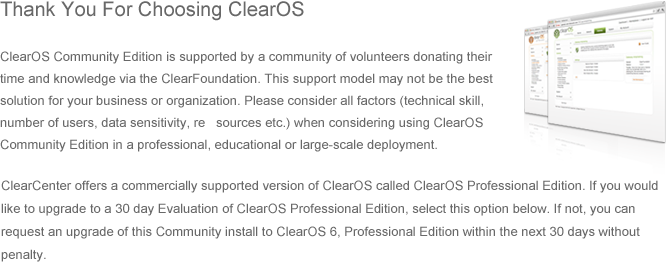 Thank You For Choosing ClearOS
ClearOS Community Edition is supported by a community of volunteers donating their
time and knowledge via the ClearFoundation. This support model may not be the best
solution for your business or organization. Please consider all factors (technical skill,
number of users, data sensitivity, re sources etc.) when considering using ClearOS
Community Edition in a professional, educational or large-scale deployment.
ClearCenter offers a commercially supported version of ClearOS called ClearOS Professional Edition. If you would
like to upgrade to a 30 day Evaluation of ClearOS Professional Edition, select this option below. If not, you can
request an upgrade of this Community install to ClearOS 6, Professional Edition within the next 30 days without
penalty.